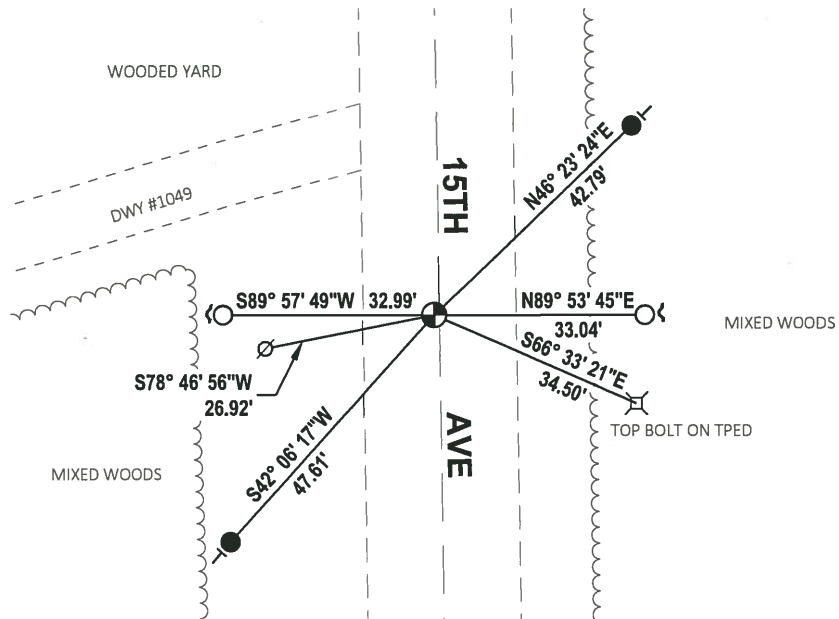 WOODED YARD
DWY #1049
15TH
AVE
N46° 23' 24"E
42.79'
S89° 57' 49"W 32.99'
N89° 53' 45"E
33.04'
MIXED WOODS
S66° 33' 21"E
34.50'
TOP BOLT ON TPED
S78° 46' 56"W
26.92'
S42° 06' 17"W
47.61'
MIXED WOODS